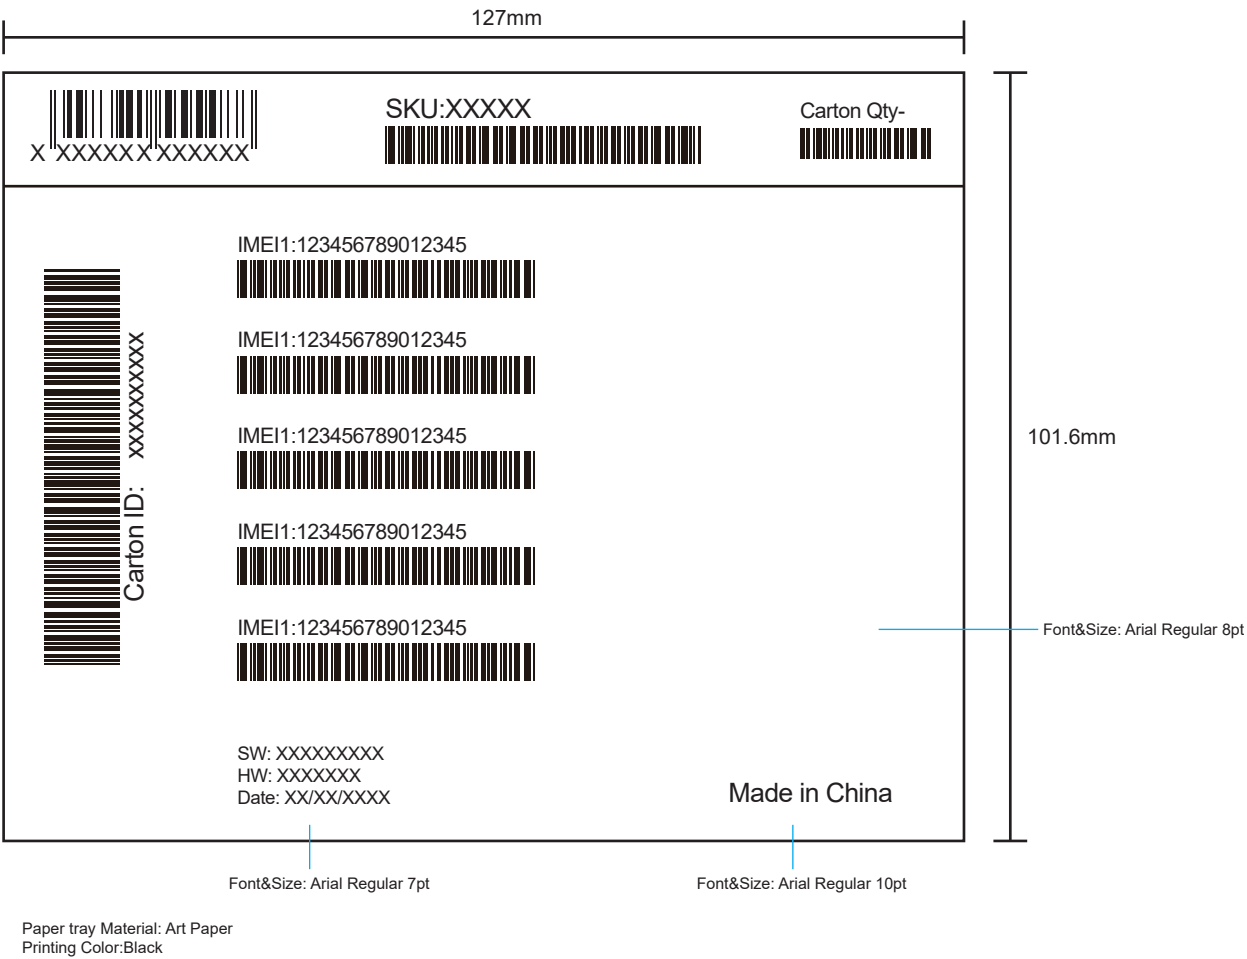 127mm
SKU:XXXXX
Carton Qty-
X XXXXX X XXXXXX
IMEI1:123456789012345
IMEI1:123456789012345
IMEI1:123456789012345
IMEI1:123456789012345
IMEI1:123456789012345
Carton ID: XXXXXXXXXX
101.6mm
Font&Size: Arial Regular 8pt
SW: XXXXXXXXX
HW: XXXXXXX
Date: XX/XX/XXXX
Made in China
Font&Size: Arial Regular 7pt
Font&Size: Arial Regular 10pt
Paper tray Material: Art Paper
Printing Color:Black